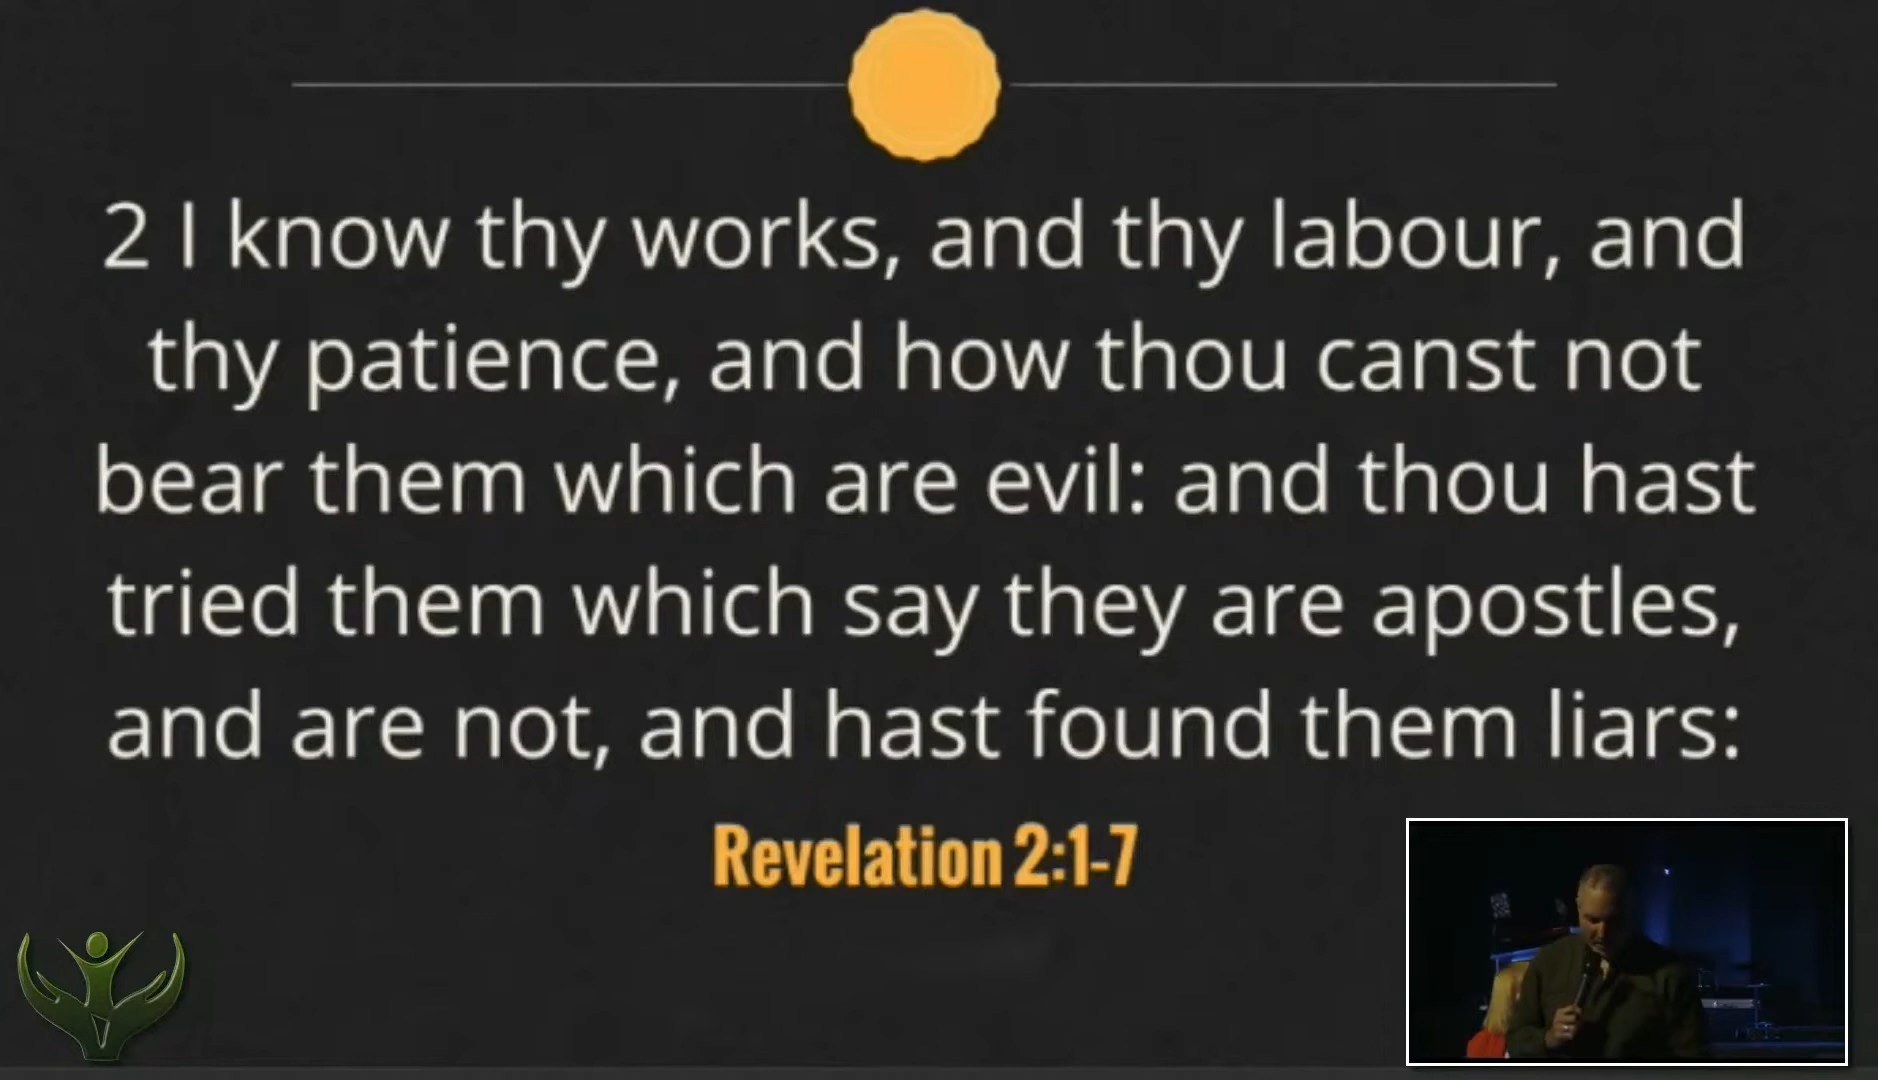 2 I know thy works, and thy labour, and
thy patience, and how thou canst not
bear them which are evil: and thou hast
tried them which say they are apostles,
and are not, and hast found them liars:
Revelation 2:1-7